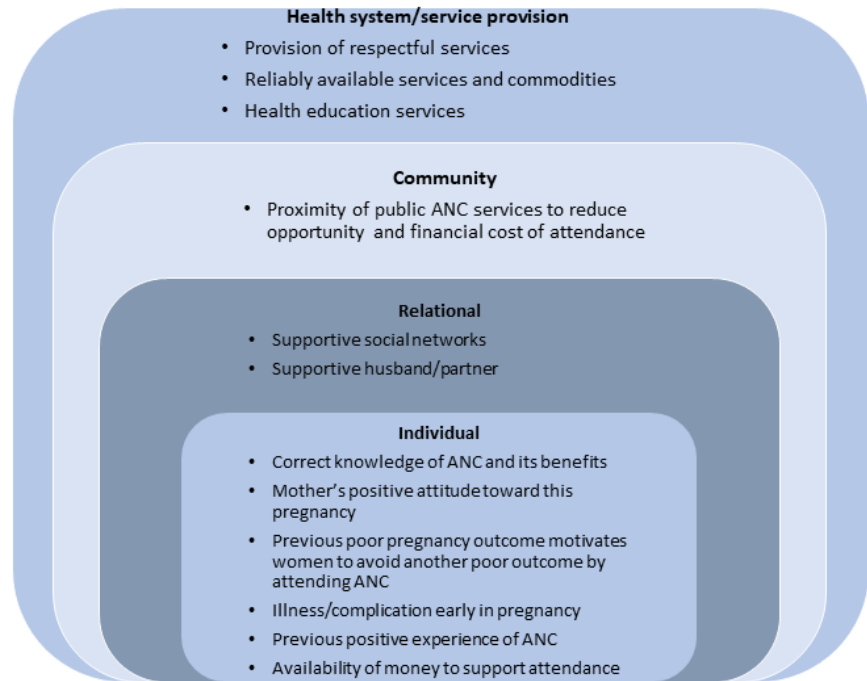 Health system/service provision
• Provision of respectful services
• Reliably available services and commodities
• Health education services
Community
• Proximity of public ANC services to reduce
opportunity and financial cost of attendance
Relational
• Supportive social networks
• Supportive husband/partner
Individual
• Correct knowledge of ANC and its benefits
• Mother's positive attitude toward this
pregnancy
• Previous poor pregnancy outcome motivates
women to avoid another poor outcome by
attending ANC
• Illness/complication early in pregnancy
• Previous positive experience of ANC
• Availability of money to support attendance